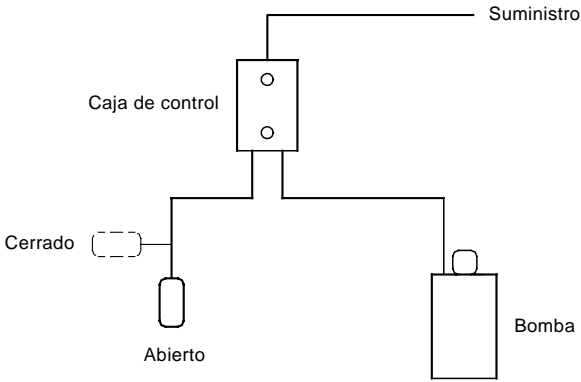 Suministro
Caja de control
Cerrado
Bomba
Abierto